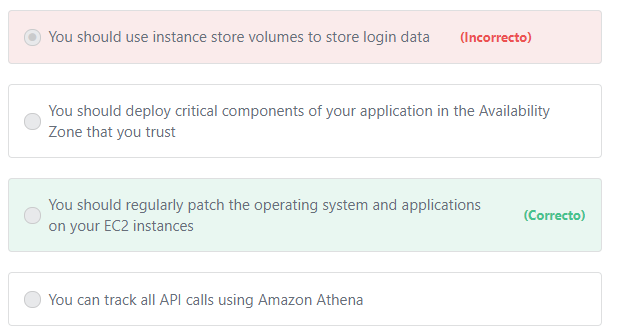 You should use instance store volumes to store login data (Incorrecto)
You should deploy critical components of your application in the Availability
Zone that you trust
You should regularly patch the operating system and applications
on your EC2 instances
(Correcto)
You can track all API calls using Amazon Athena